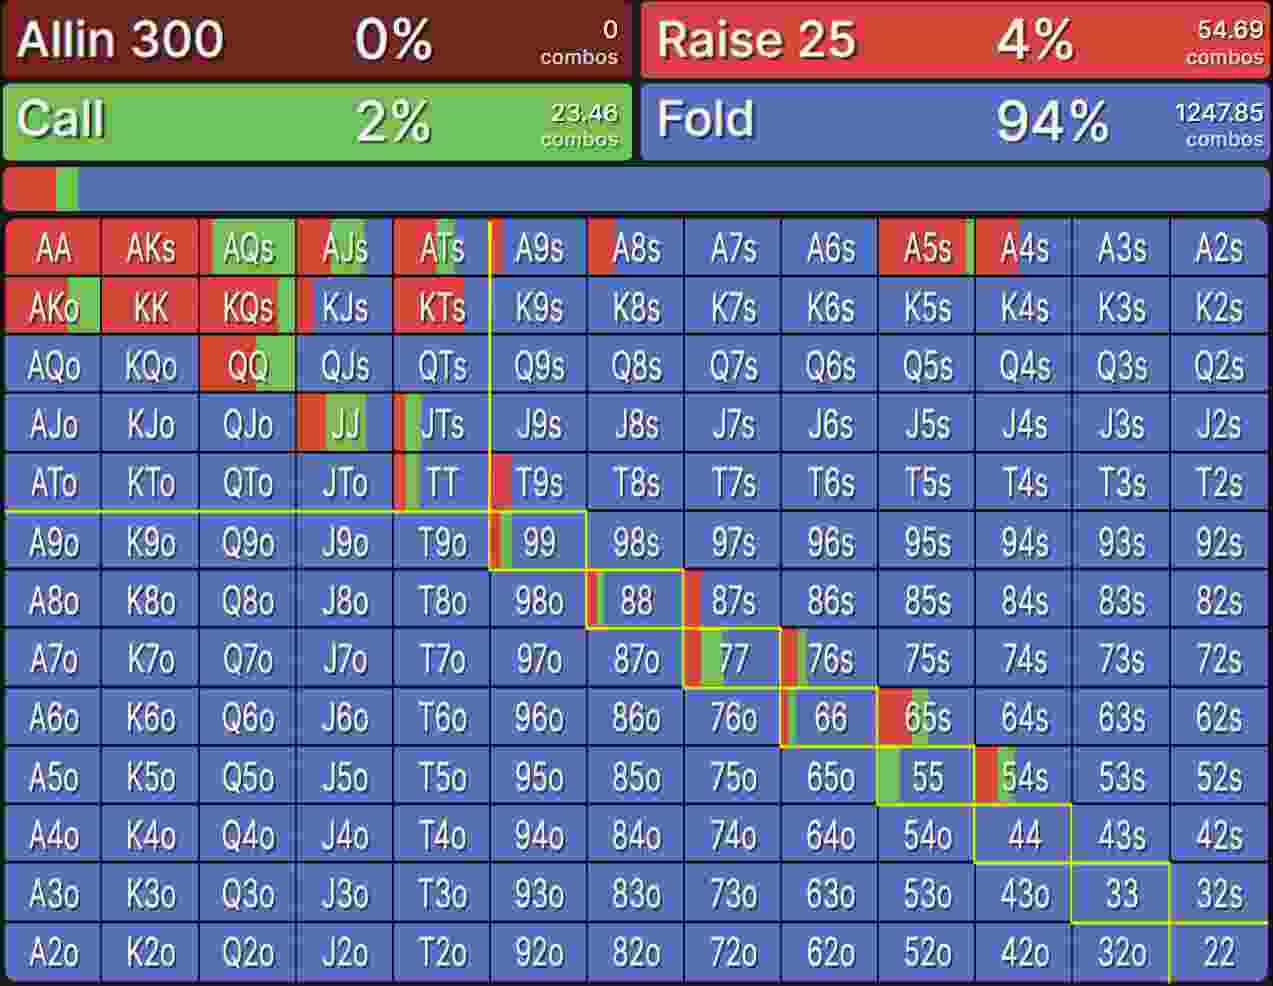 Allin 300 0% 0 combos Raise 25 4% 54.69 combos
Call 2% 23.46 combos Fold 94% 1247.85 combos
AA AKs AQs AJs ATs A9s A8s A7s A6s A5s A4s A3s A2s
AKo KK KQs KJs KTs K9s K8s K7s K6s K5s K4s K3s K2s
AQo KQo QQ QJs QTs Q9s Q8s Q7s Q6s Q5s Q4s Q3s Q2s
AJo KJo QJo JJ JTs J9s J8s J7s J6s J5s J4s J3s J2s
ATo KTo QTo JTo TT T9s T8s T7s T6s T5s T4s T3s T2s
A9o K9o Q9o J9o T9o 99 98s 97s 96s 95s 94s 93s 92s
A8o K8o Q8o J8o T8o 98o 88 87s 86s 85s 84s 83s 82s
A7o K7o Q7o J7o T7o 97o 87o 77 76s 75s 74s 73s 72s
A6o K6o Q6o J6o T6o 96o 86o 76o 66 65s 64s 63s 62s
A5o K5o Q5o J5o T5o 95o 85o 75o 65o 55 54s 53s 52s
A4o K4o Q4o J4o T4o 94o 84o 74o 64o 54o 44 43s 42s
A3o K3o Q3o J3o T3o 93o 83o 73o 63o 53o 43o 33 32s
A2o K2o Q2o J2o T2o 92o 82o 72o 62o 52o 42o 32o 22